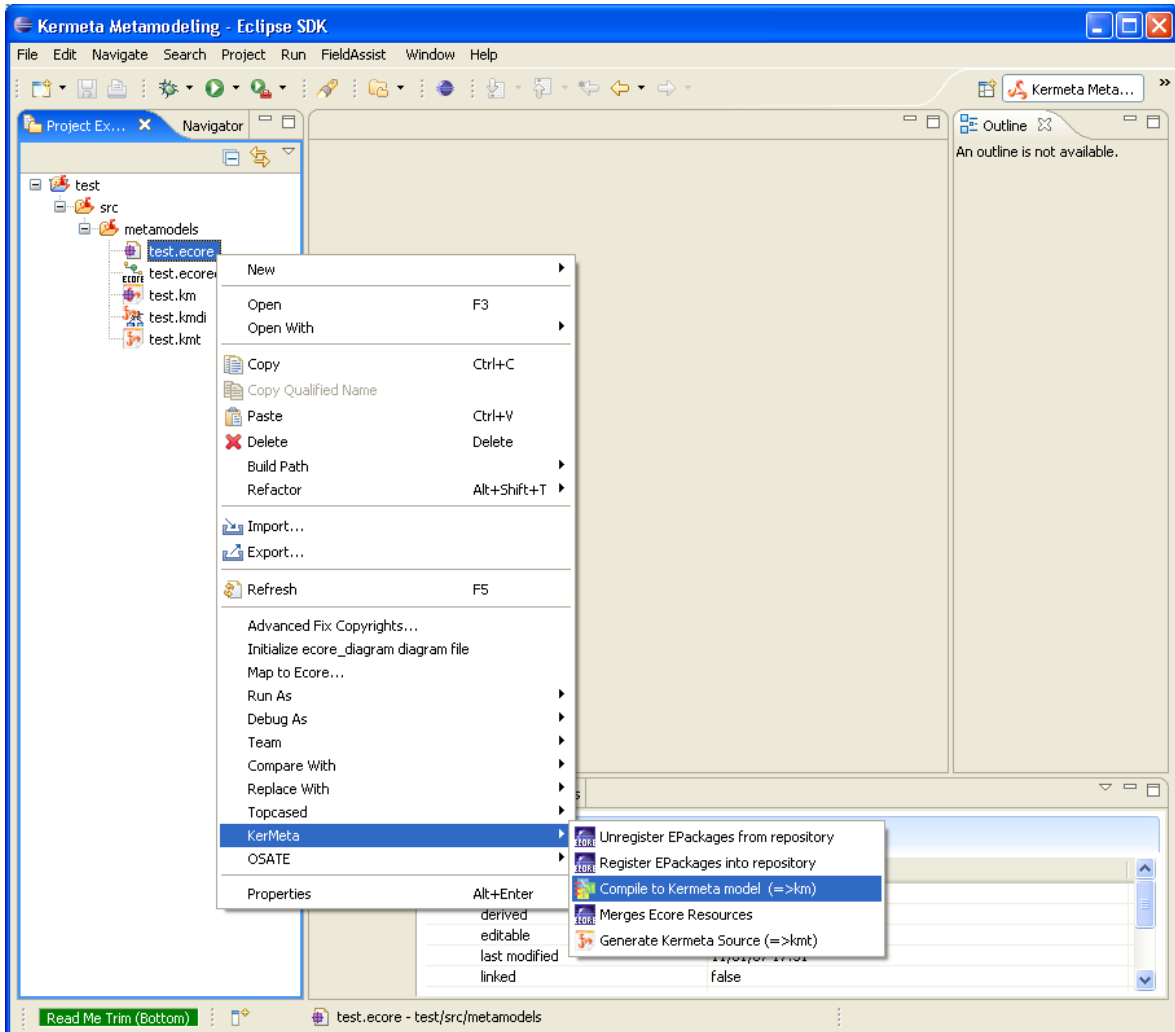 Kermeta Metamodeling - Eclipse SDK
File Edit Navigate Search Project Run FieldAssist Window Help
Kermeta Meta... »
Project Ex... Navigator
Outline
An outline is not available.
test
src
metamodels
test.ecore
ECORE test.ecore
test.km
test.kmdi
test.kmt
New
Open F3
Open With
Copy Ctrl+C
Copy Qualified Name
Paste Ctrl+V
Delete Delete
Build Path
Refactor Alt+Shift+T
Import...
Export...
Refresh F5
Advanced Fix Copyrights...
Initialize ecore_diagram diagram file
Map to Ecore...
Run As
Debug As
Team
Compare With
Replace With
Topcased
KerMeta
OSATE
Properties Alt+Enter
ECORE Unregister EPackages from repository
ECORE Register EPackages into repository
Compile to Kermeta model (=>km)
ECORE Merges Ecore Resources
Generate Kermeta Source (=>kmt)
derived
editable
last modified
linked false
Read Me Trim (Bottom) test.ecore - test/src/metamodels